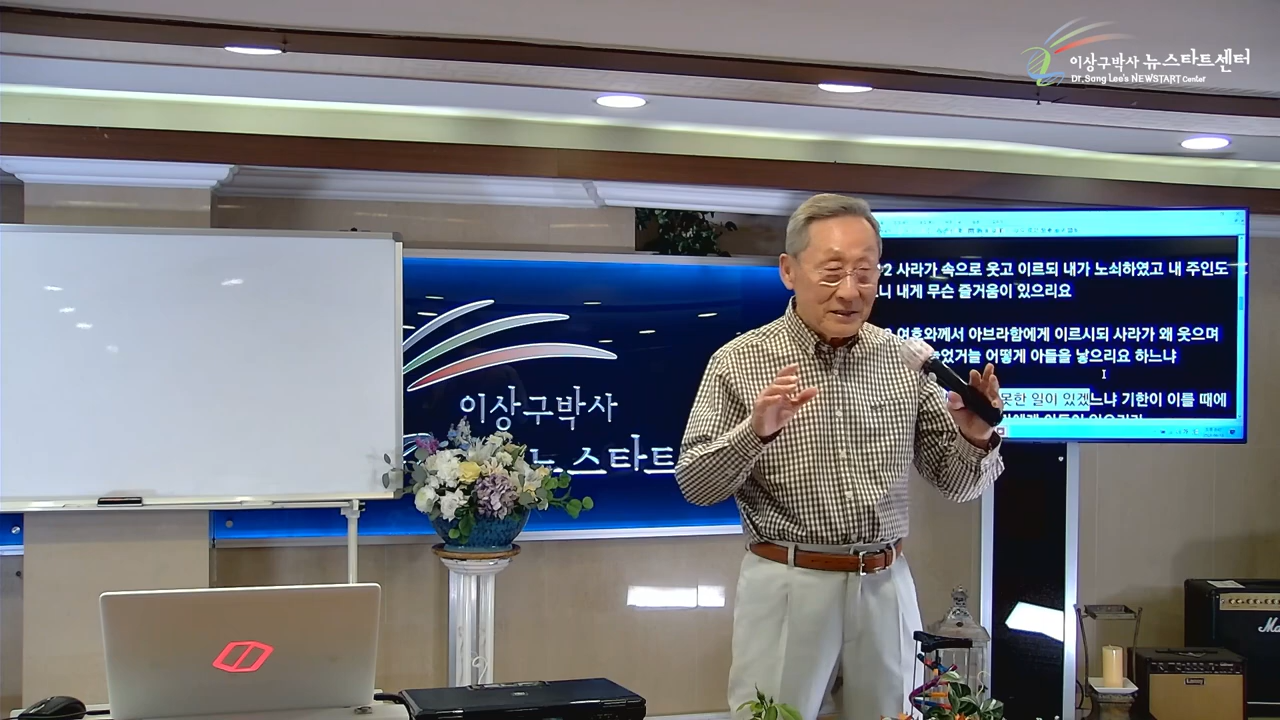 이상구박사 뉴스타트센터
Dr. Sang Lee's NEWSTART Center
2 사라가 속으로 웃고 이르되 내가 노쇠하였고 내 주인도
니 내게 무슨 즐거움이 있으리요
여호와께서 아브라함에게 이르시되 사라가 왜 웃으며
늙었거늘 어떻게 아들을 낳으리요 하느냐
못한 일이 있겠느냐 기한이 이를 때에
이상구박사
뉴스타트
Laney